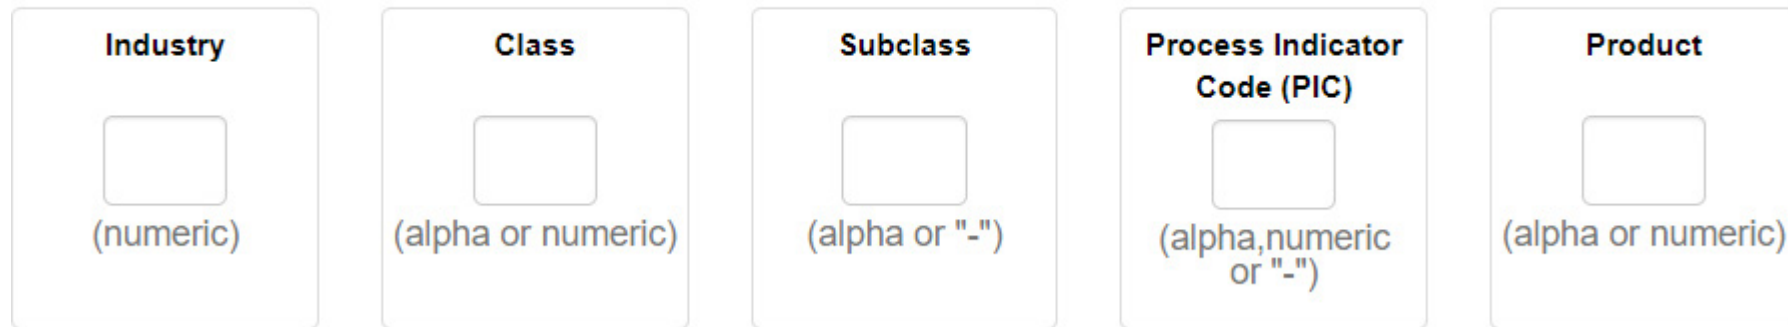 Industry
(numeric)
Class
(alpha or numeric)
Subclass
(alpha or "-")
Process Indicator
Code (PIC)
(alpha,numeric
or "-")
Product
(alpha or numeric)